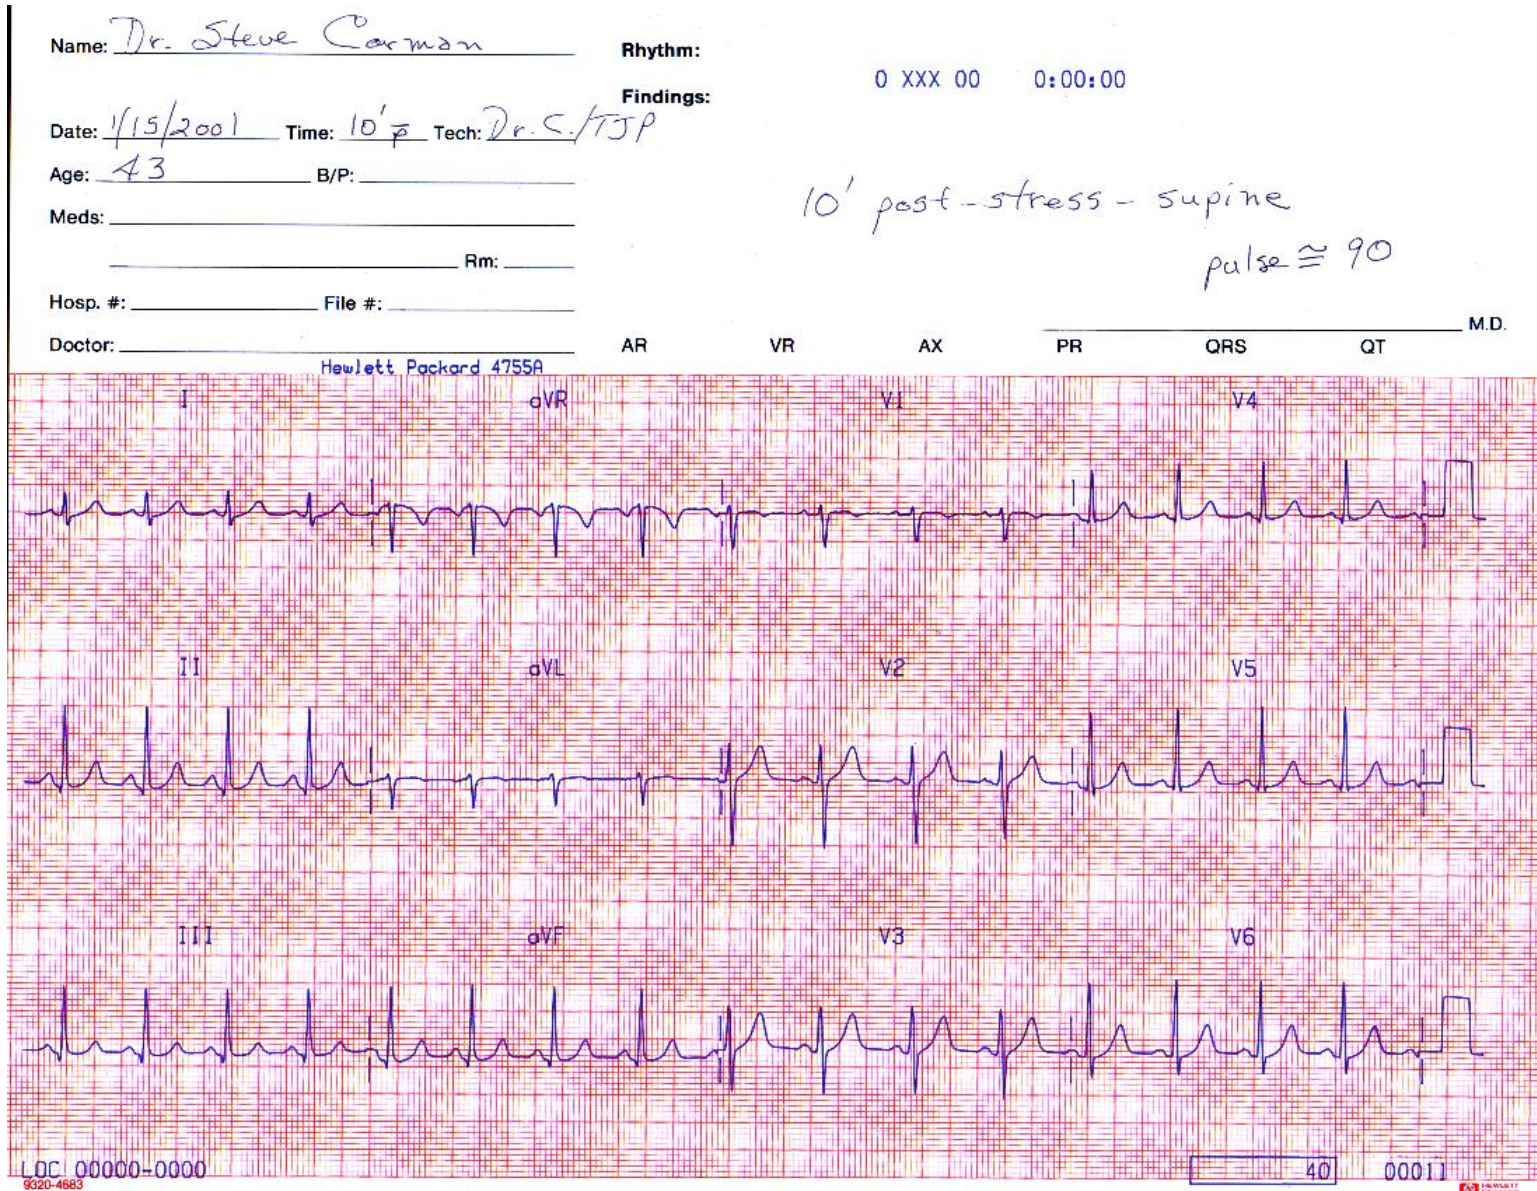 Name: Dr. Steve Carman
Rhythm:
0 XXX 00 0:00:00
Findings:
Date: 1/15/2001 Time: 10' p̄ Tech: Dr. C./TJP
Age: 43 B/P:
10' post-stress - supine
Meds:
pulse ≅ 90
Rm:
Hosp. #: File #:
M.D.
Doctor: AR VR AX PR QRS QT
Hewlett Packard 4755A
I aVR V1 V4
II aVL V2 V5
III aVF V3 V6
LOC 00000-0000
40 00011
9320-4683
HEWLETT